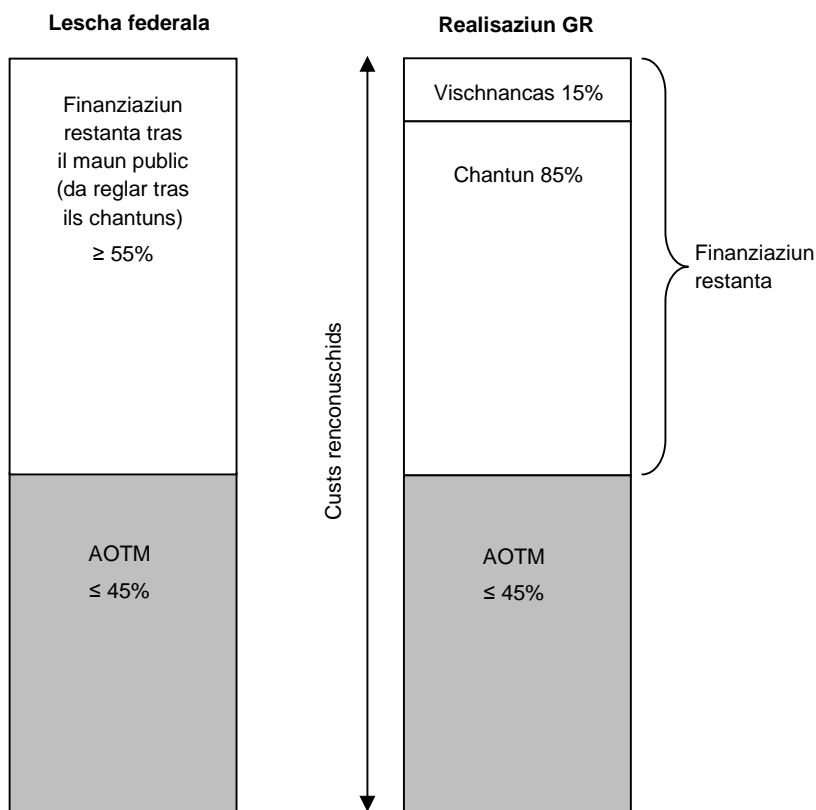 Lescha federala
Finanziaziun
restanta tras
il maun public
(da reglar tras
ils chantuns)
≥ 55%
AOTM
≤ 45%
Custs renconuschids
Realisaziun GR
Vischnancas 15%
Chantun 85%
AOTM
≤ 45%
Finanziaziun
restanta